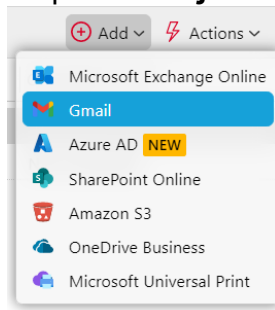 Add Actions
Microsoft Exchange Online
Gmail
Azure AD NEW
SharePoint Online
Amazon S3
OneDrive Business
Microsoft Universal Print